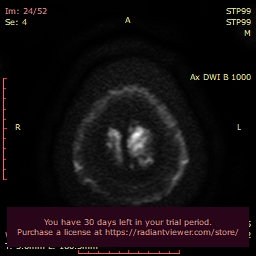 Im: 24/52
Se: 4
A
STP99
STP99
M
Ax DWI B 1000
R
L
You have 30 days left in your trial period.
Purchase a license at https://radiantviewer.com/store/